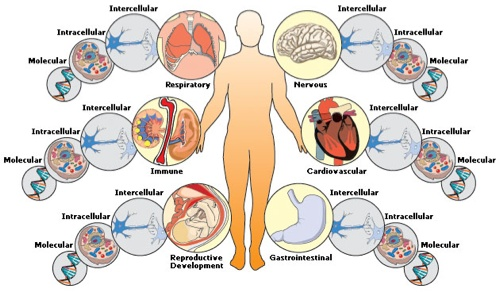 Intercellular
Intracellular
Molecular
Respiratory
Intercellular
Intracellular
Molecular
Nervous
Intercellular
Intracellular
Molecular
Immune
Intercellular
Intracellular
Molecular
Cardiovascular
Intercellular
Intracellular
Molecular
Reproductive
Development
Intercellular
Intracellular
Molecular
Gastrointestinal